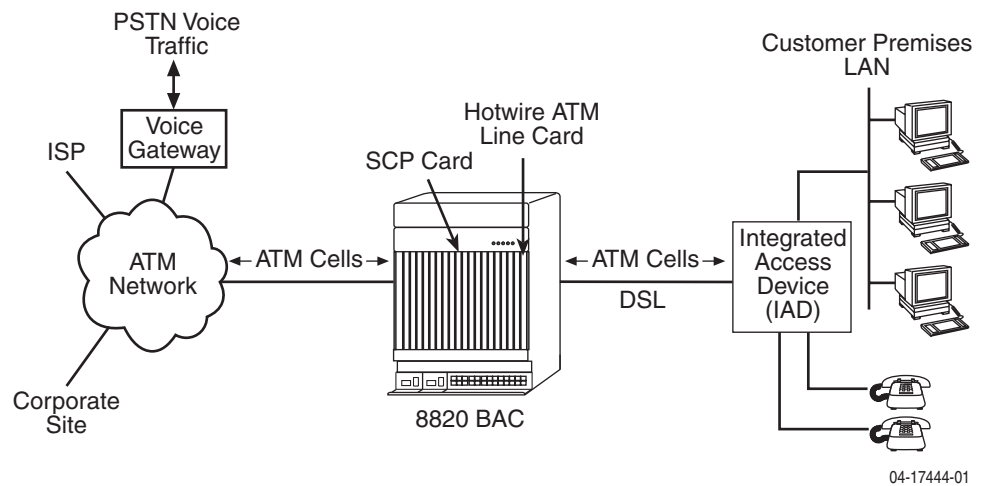 PSTN Voice
Traffic
Voice
Gateway
ISP
ATM
Network
Corporate
Site
ATM Cells
SCP Card
Hotwire ATM
Line Card
8820 BAC
ATM Cells
DSL
Customer Premises
LAN
Integrated
Access
Device
(IAD)
04-17444-01